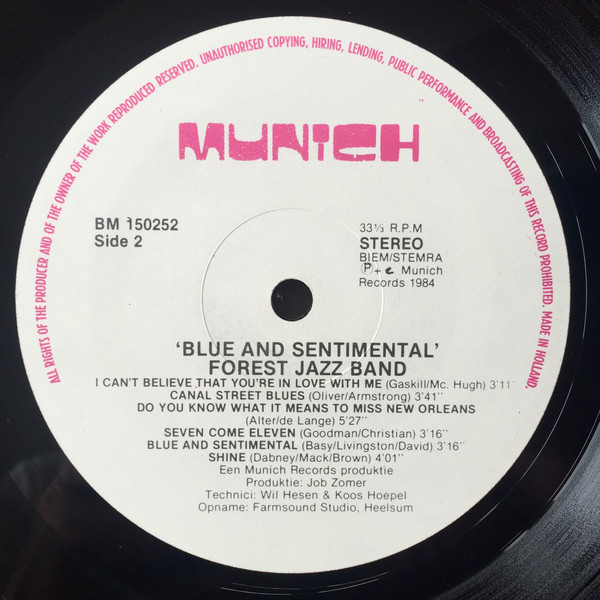 ALL RIGHTS OF THE PRODUCER AND OF THE OWNER OF THE WORK REPRODUCED RESERVED. UNAUTHORISED COPYING, HIRING, LENDING, PUBLIC PERFORMANCE AND BROADCASTING OF THIS RECORD PROHIBITED. MADE IN HOLLAND.
MUNICH
BM 150252
Side 2
33⅓ R.P.M
STEREO
BIEM/STEMRA
Ⓟ+© Munich
Records 1984
'BLUE AND SENTIMENTAL'
FOREST JAZZ BAND
I CAN'T BELIEVE THAT YOU'RE IN LOVE WITH ME (Gaskill/Mc. Hugh) 3'11
CANAL STREET BLUES (Oliver/Armstrong) 3'41"
DO YOU KNOW WHAT IT MEANS TO MISS NEW ORLEANS
(Alter/de Lange) 5'27"
SEVEN COME ELEVEN (Goodman/Christian) 3'16"
BLUE AND SENTIMENTAL (Basy/Livingston/David) 3'16"
SHINE (Dabney/Mack/Brown) 4'01"
Een Munich Records produktie
Produktie: Job Zomer
Technici: Wil Hesen & Koos Hoepel
Opname: Farmsound Studio, Heelsum